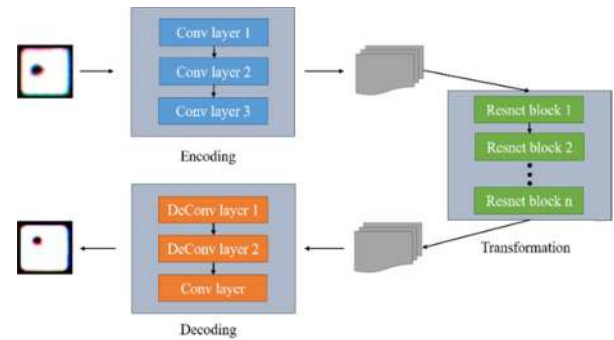 Conv layer 1
Conv layer 2
Conv layer 3
Encoding
Resnet block 1
Resnet block 2
Resnet block n
Transformation
DeConv layer 1
DeConv layer 2
Conv layer
Decoding